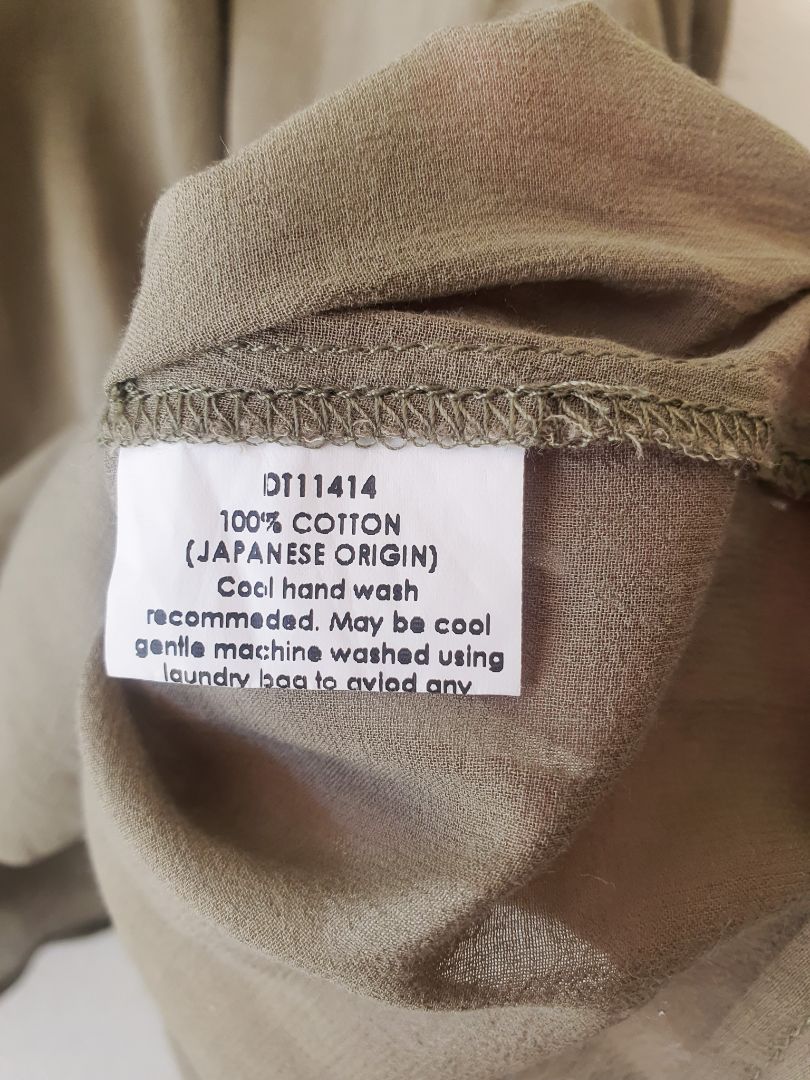 DT11414
100% COTTON
(JAPANESE ORIGIN)
Cool hand wash
recommeded. May be cool
gentle machine washed using
laundry bag to aviod any